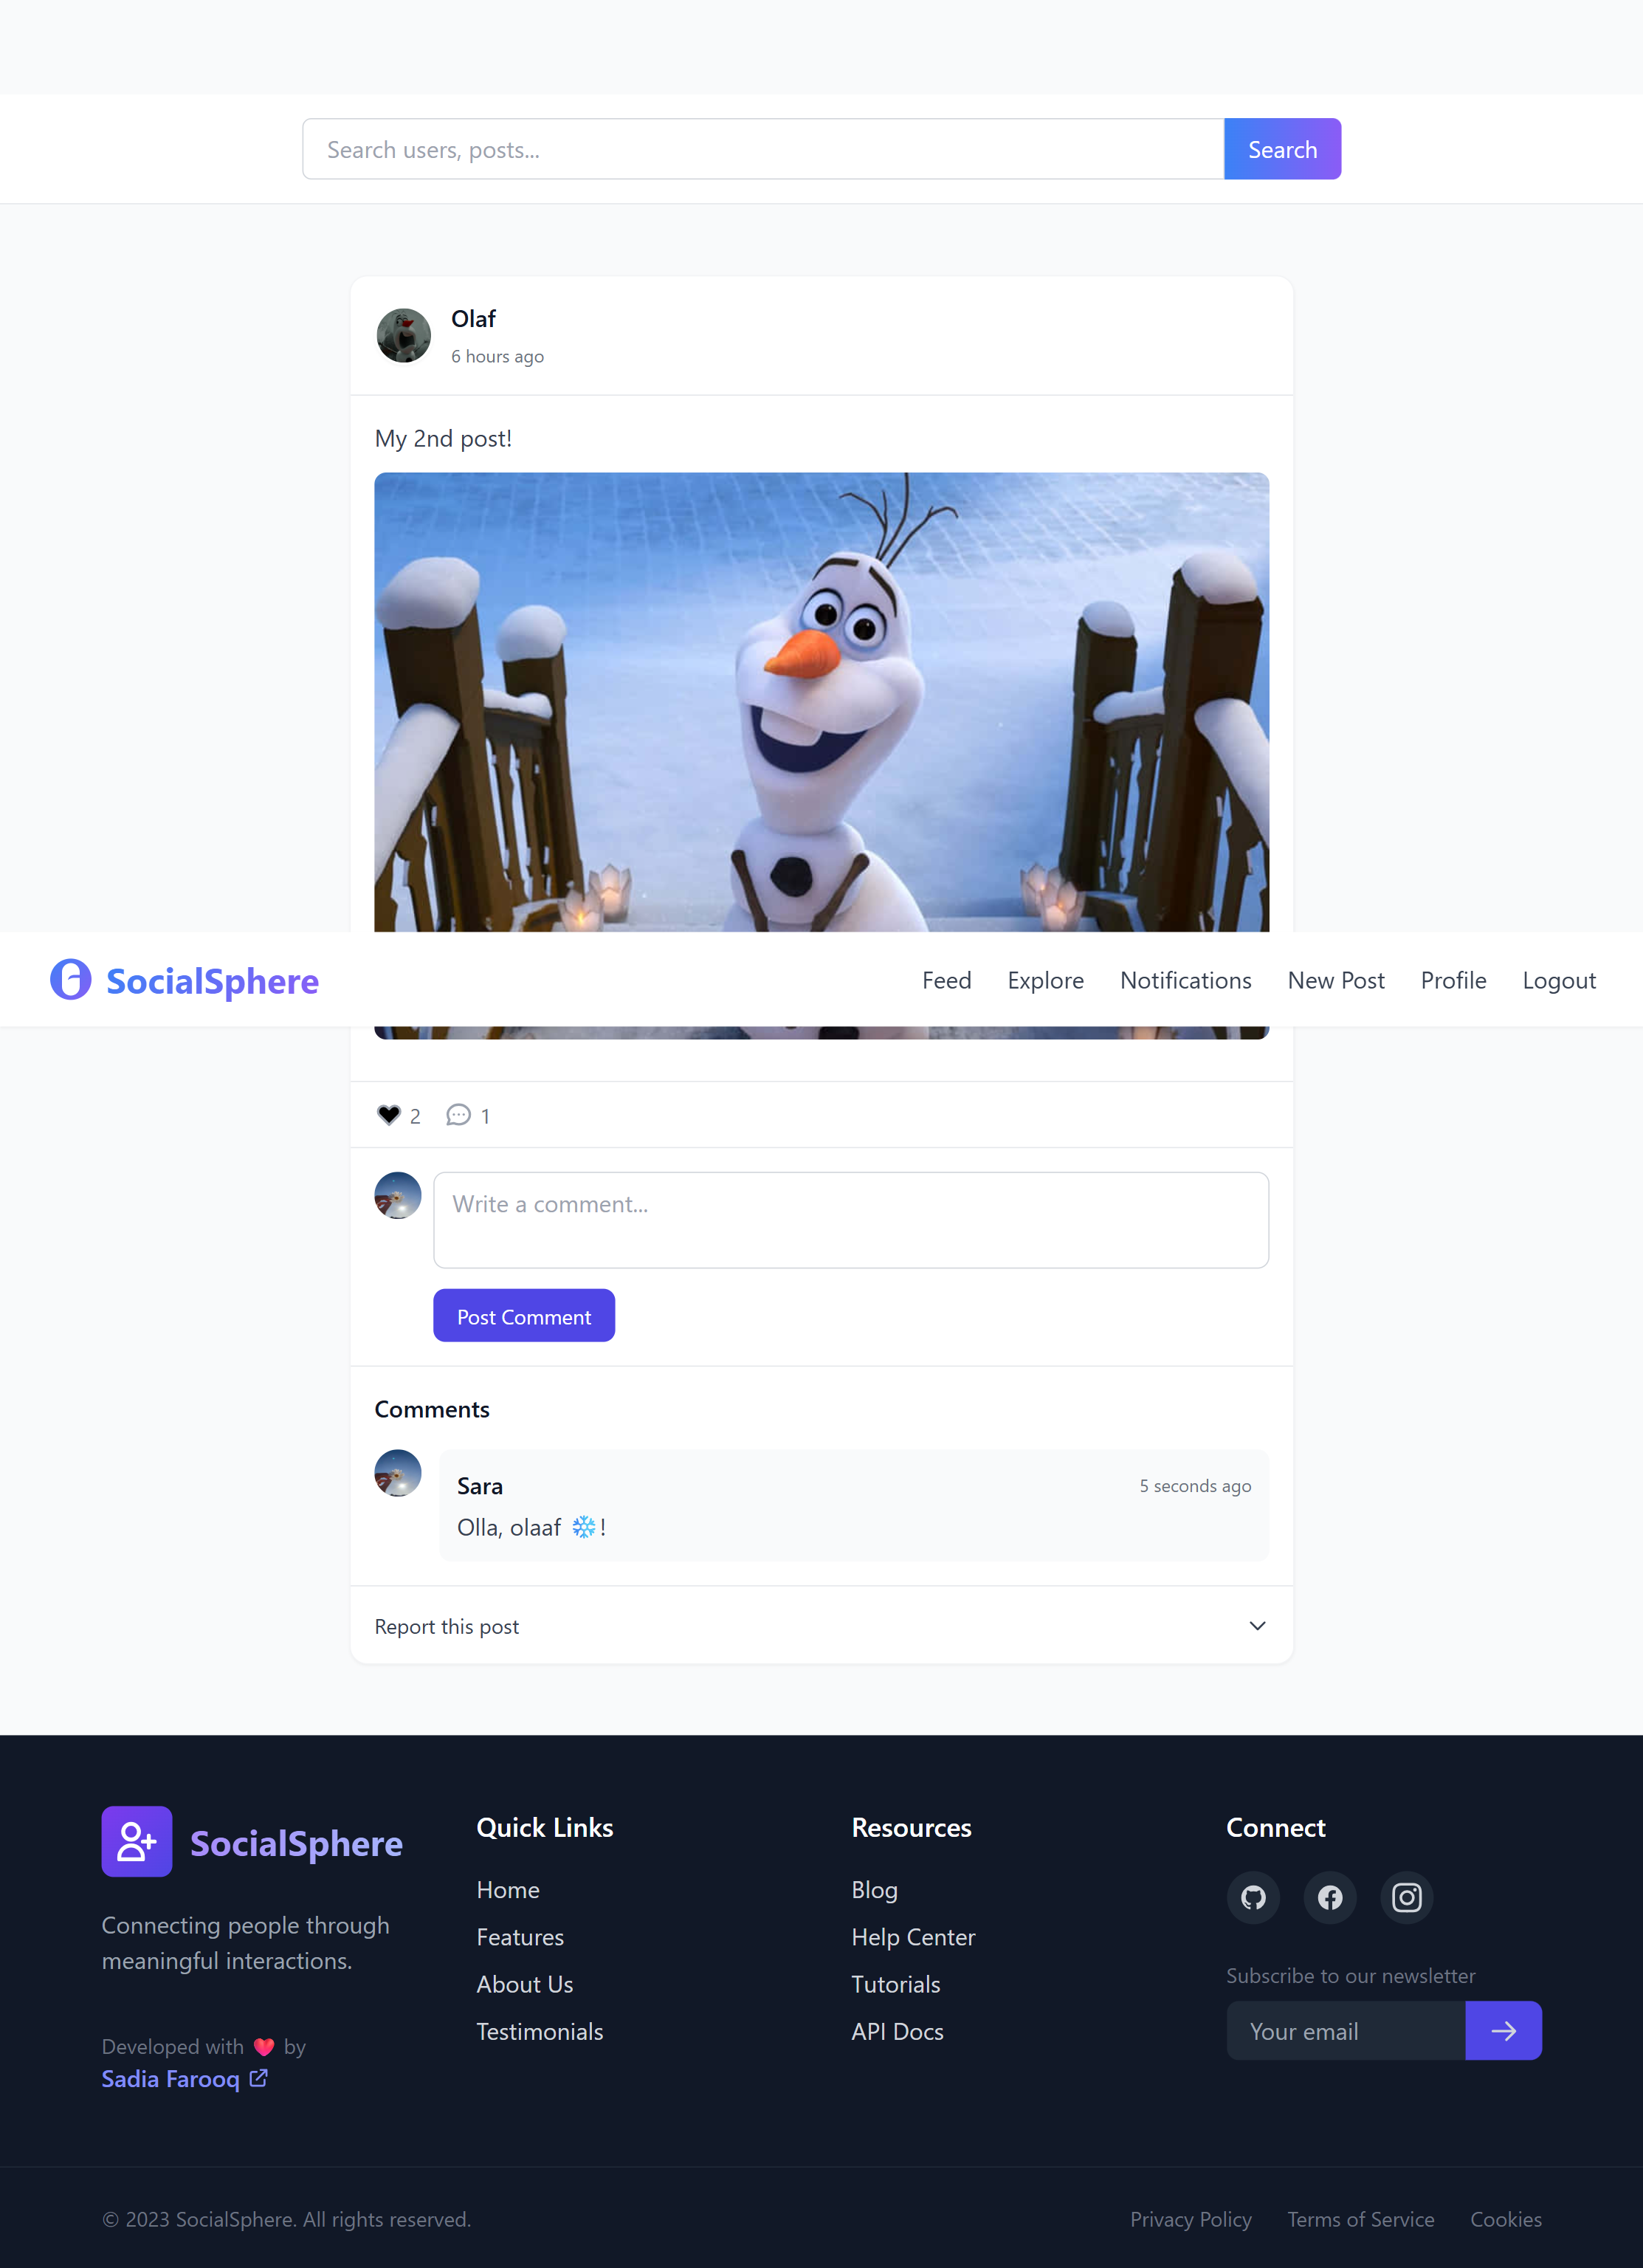 Search users, posts...
Search
Olaf
6 hours ago
My 2nd post!
SocialSphere
Feed Explore Notifications New Post Profile Logout
2 1
Write a comment...
Post Comment
Comments
Sara
5 seconds ago
Olla, olaaf ❄️!
Report this post
SocialSphere
Connecting people through
meaningful interactions.
Developed with ❤️ by
Sadia Farooq
Quick Links
Home
Features
About Us
Testimonials
Resources
Blog
Help Center
Tutorials
API Docs
Connect
Subscribe to our newsletter
Your email
© 2023 SocialSphere. All rights reserved.
Privacy Policy Terms of Service Cookies